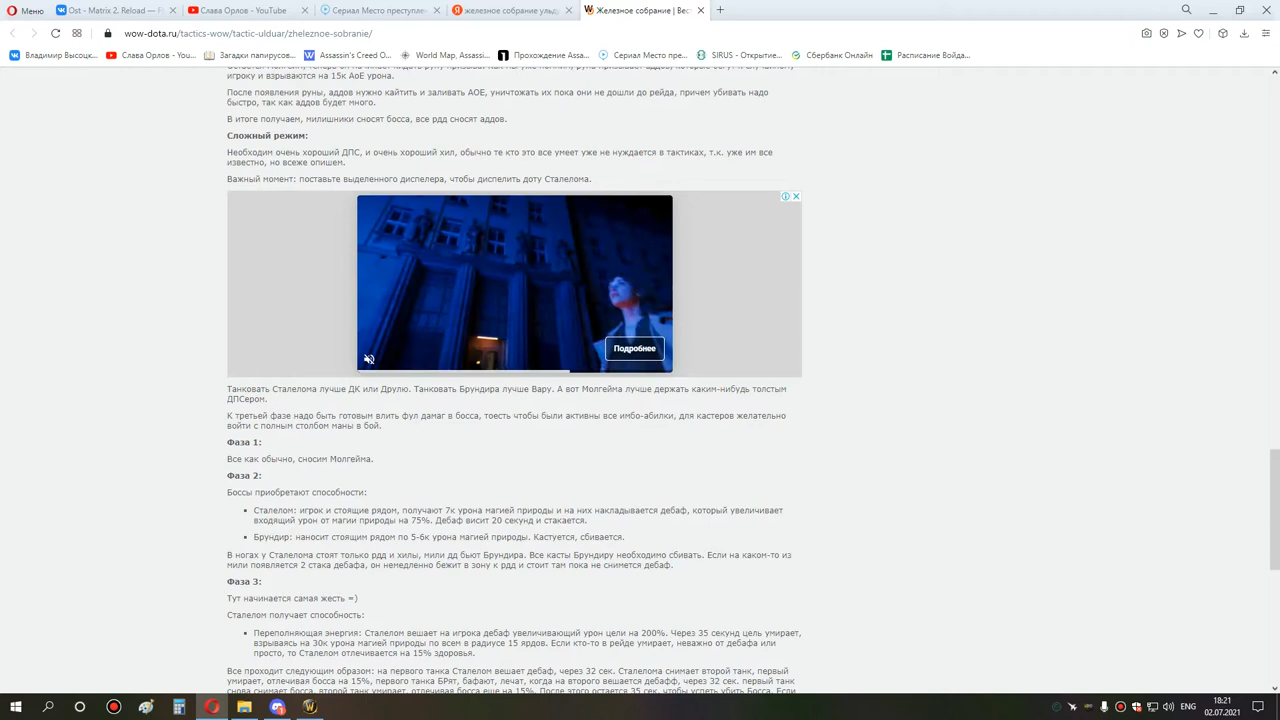 Меню
Ost - Matrix 2, Reload — Fl
Слава Орлов - YouTube
Сериал Место преступлен
железное собрание ульду
Железное собрание | Вест
wow-dota.ru/tactics-wow/tactic-ulduar/zheleznoe-sobranie/
Владимир Высоцк...
Слава Орлов - You...
Загадки папирусов...
Assassin's Creed O...
World Map, Assassi...
Прохождение Assa...
Сериал Место пре...
SIRUS - Открытие...
Сбербанк Онлайн
Расписание Войда...
игроку и взрываются на 15к АоЕ урона.
После появления руны, аддов нужно кайтить и заливать АОЕ, уничтожать их пока они не дошли до рейда, причем убивать надо
быстро, так как аддов будет много.
В итоге получаем, милишники сносят босса, все рдд сносят аддов.
Сложный режим:
Необходим очень хороший ДПС, и очень хороший хил, обычно те кто это все умеет уже не нуждается в тактиках, т.к. уже им все
известно, но всеже опишем.
Важный момент: поставьте выделенного диспелера, чтобы диспелить доту Сталелома.
Подробнее
Танковать Сталелома лучше ДК или Друлю. Танковать Брундира лучше Вару. А вот Молгейма лучше держать каким-нибудь толстым
ДПСером.
К третьей фазе надо быть готовым влить фул дамаг в босса, тоесть чтобы были активны все имбо-абилки, для кастеров желательно
войти с полным столбом маны в бой.
Фаза 1:
Все как обычно, сносим Молгейма.
Фаза 2:
Боссы приобретают способности:
• Сталелом: игрок и стоящие рядом, получают 7к урона магией природы и на них накладывается дебаф, который увеличивает
входящий урон от магии природы на 75%. Дебаф висит 20 секунд и стакается.
• Брундир: наносит стоящим рядом по 5-6к урона магией природы. Кастуется, сбивается.
В ногах у Сталелома стоят только рдд и хилы, мили дд бьют Брундира. Все касты Брундиру необходимо сбивать. Если на каком-то из
мили появляется 2 стака дебафа, он немедленно бежит в зону к рдд и стоит там пока не снимется дебаф.
Фаза 3:
Тут начинается самая жесть =)
Сталелом получает способность:
• Переполняющая энергия: Сталелом вешает на игрока дебаф увеличивающий урон цели на 200%. Через 35 секунд цель умирает,
взрываясь на 30к урона магией природы по всем в радиусе 15 ярдов. Если кто-то в рейде умирает, неважно от дебафа или
просто, то Сталелом отлечивается на 15% здоровья.
Все проходит следующим образом: на первого танка Сталелом вешает дебаф, через 32 сек. Сталелома снимает второй танк, первый
умирает, отлечивая босса на 15%, первого танка БРят, бафают, лечат, когда на второго вешается дебафф, через 32 сек. первый танк
снова снимает босса, второй танк умирает, отлечивая босса еще на 15%. После этого остается 35 сек, чтобы успеть убить Босса. Если
ENG
18:21
02.07.2021